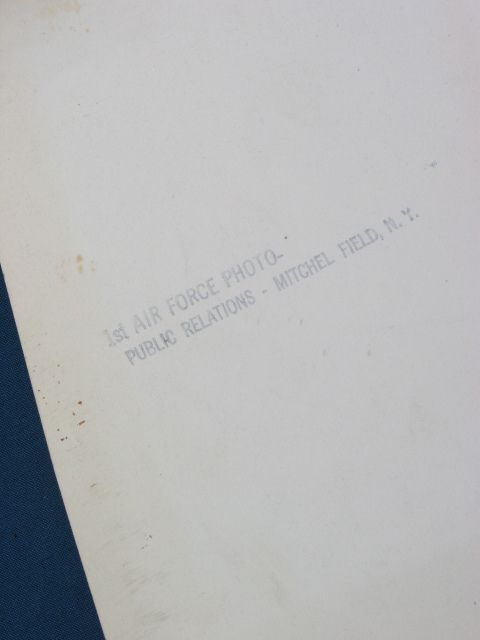 1st AIR FORCE PHOTO-
PUBLIC RELATIONS - MITCHEL FIELD, N.Y.